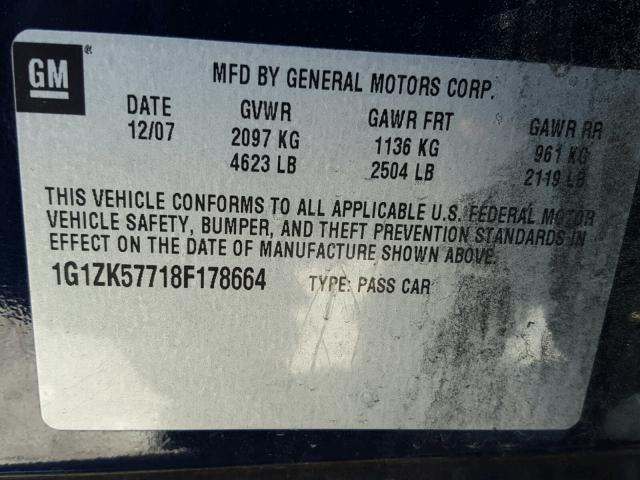 GM®
MFD BY GENERAL MOTORS CORP.
DATE GVWR GAWR FRT GAWR RR
12/07 2097 KG 1136 KG 961 KG
4623 LB 2504 LB 2119 LB
THIS VEHICLE CONFORMS TO ALL APPLICABLE U.S. FEDERAL MOTOR
VEHICLE SAFETY, BUMPER, AND THEFT PREVENTION STANDARDS IN
EFFECT ON THE DATE OF MANUFACTURE SHOWN ABOVE.
1G1ZK57718F178664 TYPE: PASS CAR